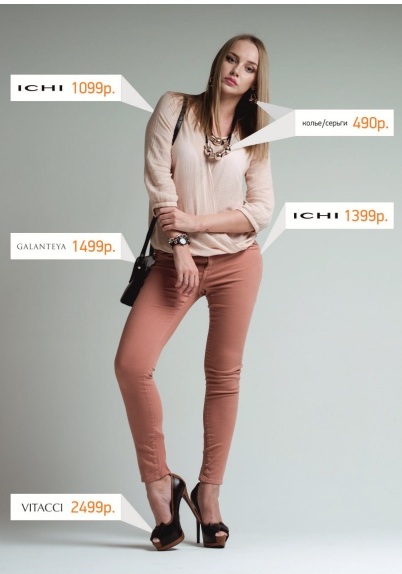 ICHI 1099р.
колье/серьги 490р.
ICHI 1399р.
GALANTEYA 1499р.
VITACCI 2499р.